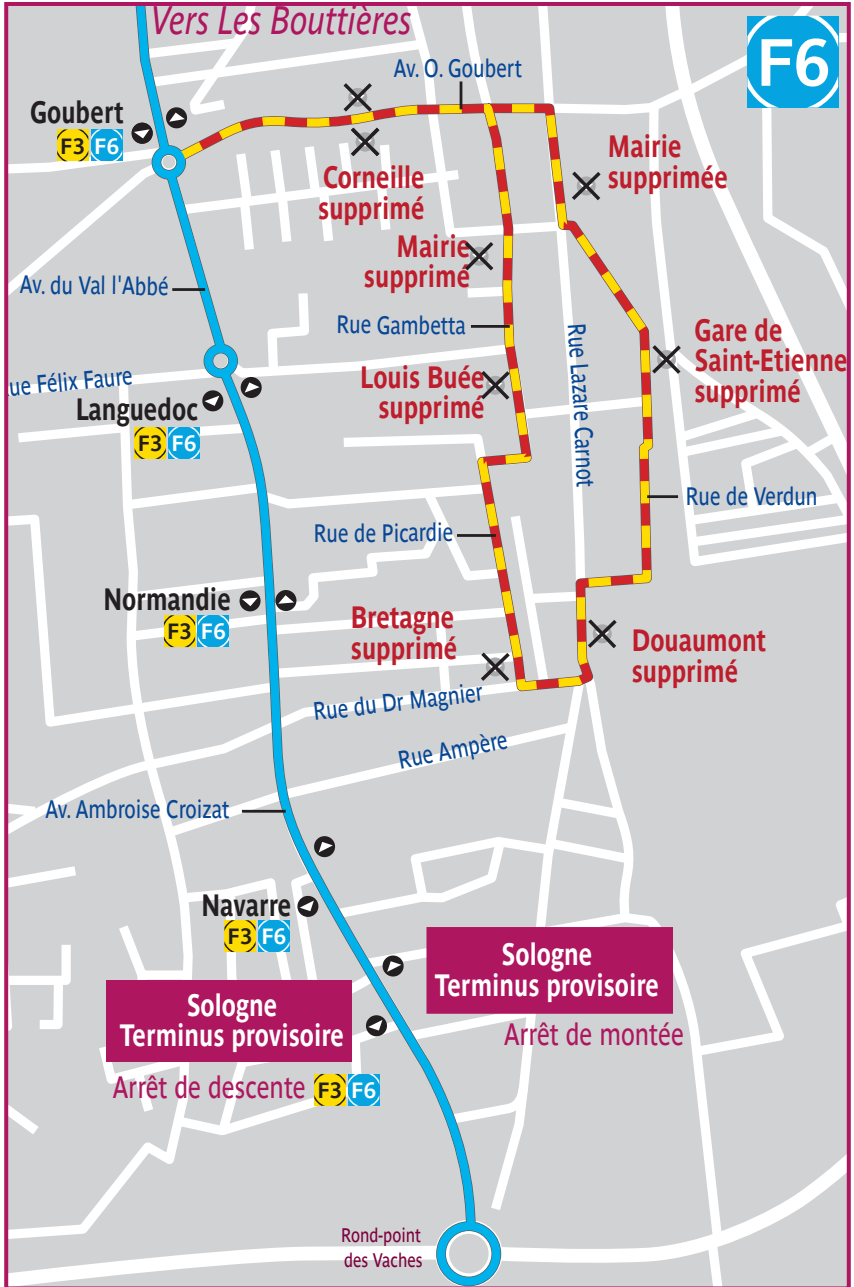 Vers Les Bouttières
F6
Av. O. Goubert
Goubert
F3 F6
Corneille
supprimé
Mairie
supprimée
Mairie
supprimé
Av. du Val l'Abbé
Rue Gambetta
Rue Lazare Carnot
Gare de
Saint-Etienne
supprimé
ue Félix Faure
Louis Buée
supprimé
Languedoc
F3 F6
Rue de Verdun
Rue de Picardie
Normandie
F3 F6
Bretagne
supprimé
Douaumont
supprimé
Rue du Dr Magnier
Rue Ampère
Av. Ambroise Croizat
Navarre
F3 F6
Sologne
Terminus provisoire
Arrêt de montée
Sologne
Terminus provisoire
Arrêt de descente F3 F6
Rond-point
des Vaches